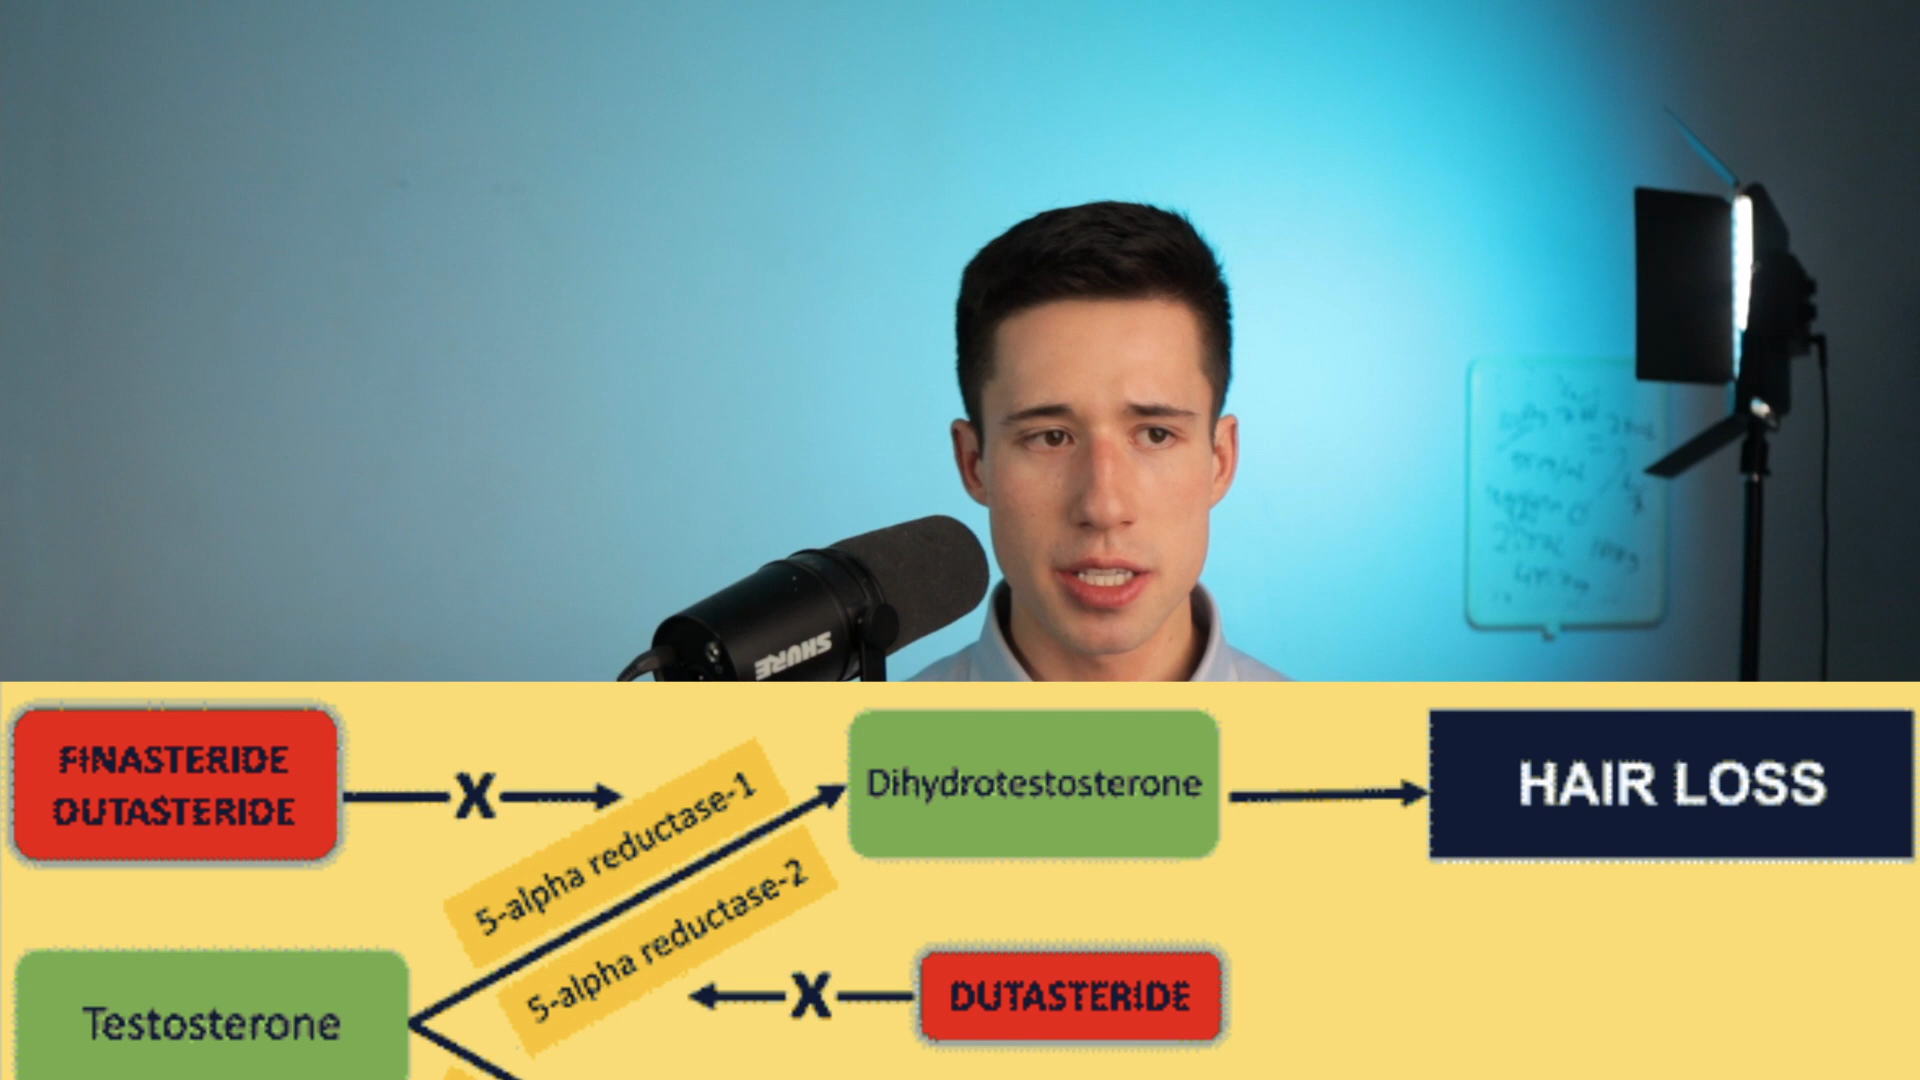 SHURE
FINASTERIDE
DUTASTERIDE
X
5-alpha reductase-1
Dihydrotestosterone
HAIR LOSS
5-alpha reductase-2
X
DUTASTERIDE
Testosterone